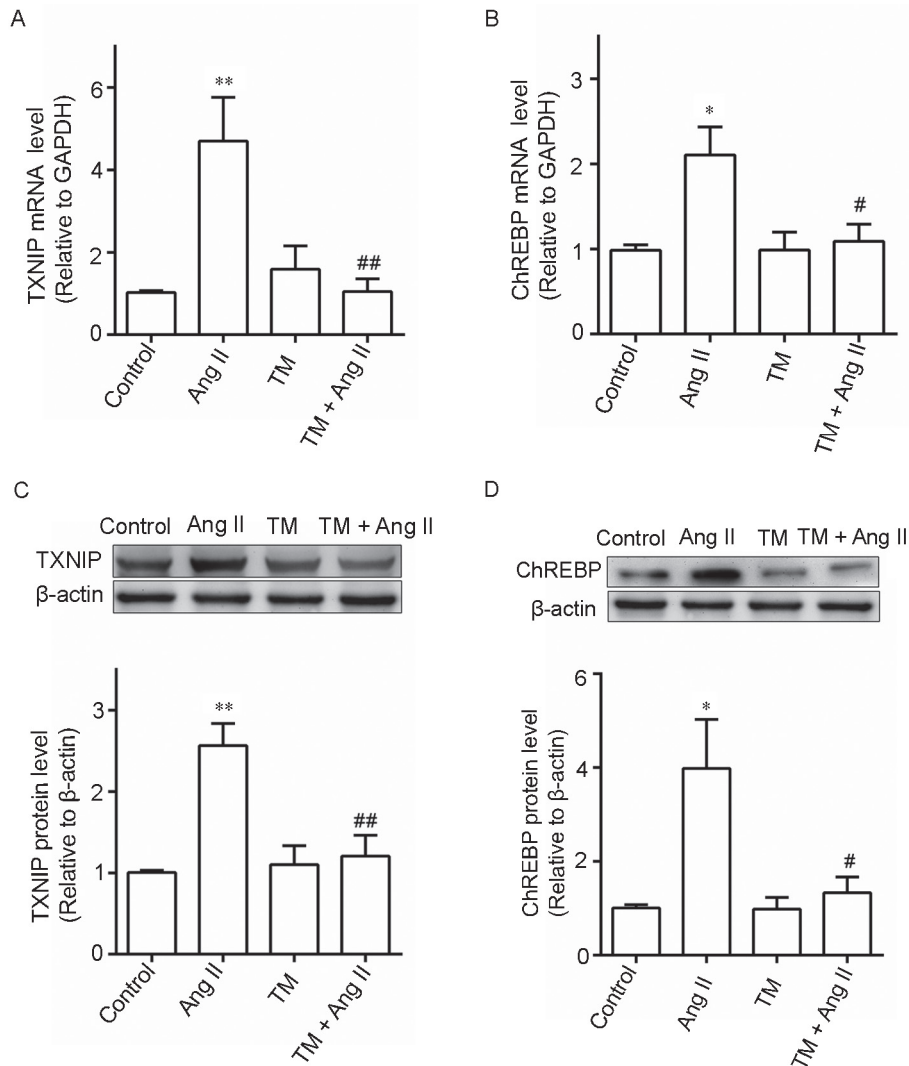 A
TXNIP mRNA level
(Relative to GAPDH)
6
4
2
0
**
##
Control
Ang II
TM
TM + Ang II
B
ChREBP mRNA level
(Relative to GAPDH)
3
2
1
0
*
#
Control
Ang II
TM
TM + Ang II
C
Control Ang II TM TM + Ang II
TXNIP
β-actin
TXNIP protein level
(Relative to β-actin)
3
2
1
0
**
##
Control
Ang II
TM
TM + Ang II
D
Control Ang II TM TM + Ang II
ChREBP
β-actin
ChREBP protein level
(Relative to β-actin)
6
4
2
0
*
#
Control
Ang II
TM
TM + Ang II